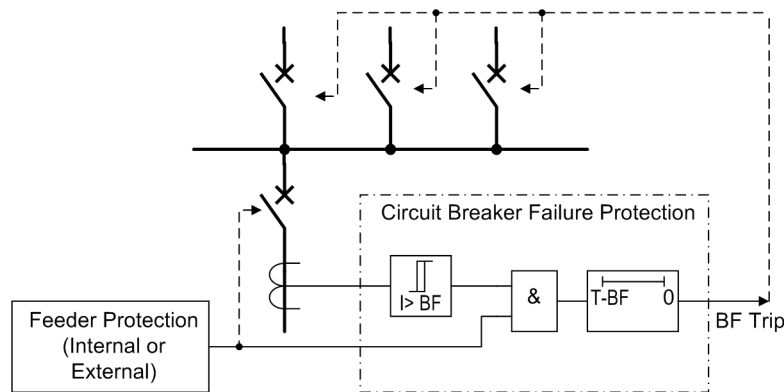 Circuit Breaker Failure Protection
I> BF
&
T-BF 0
BF Trip
Feeder Protection
(Internal or
External)